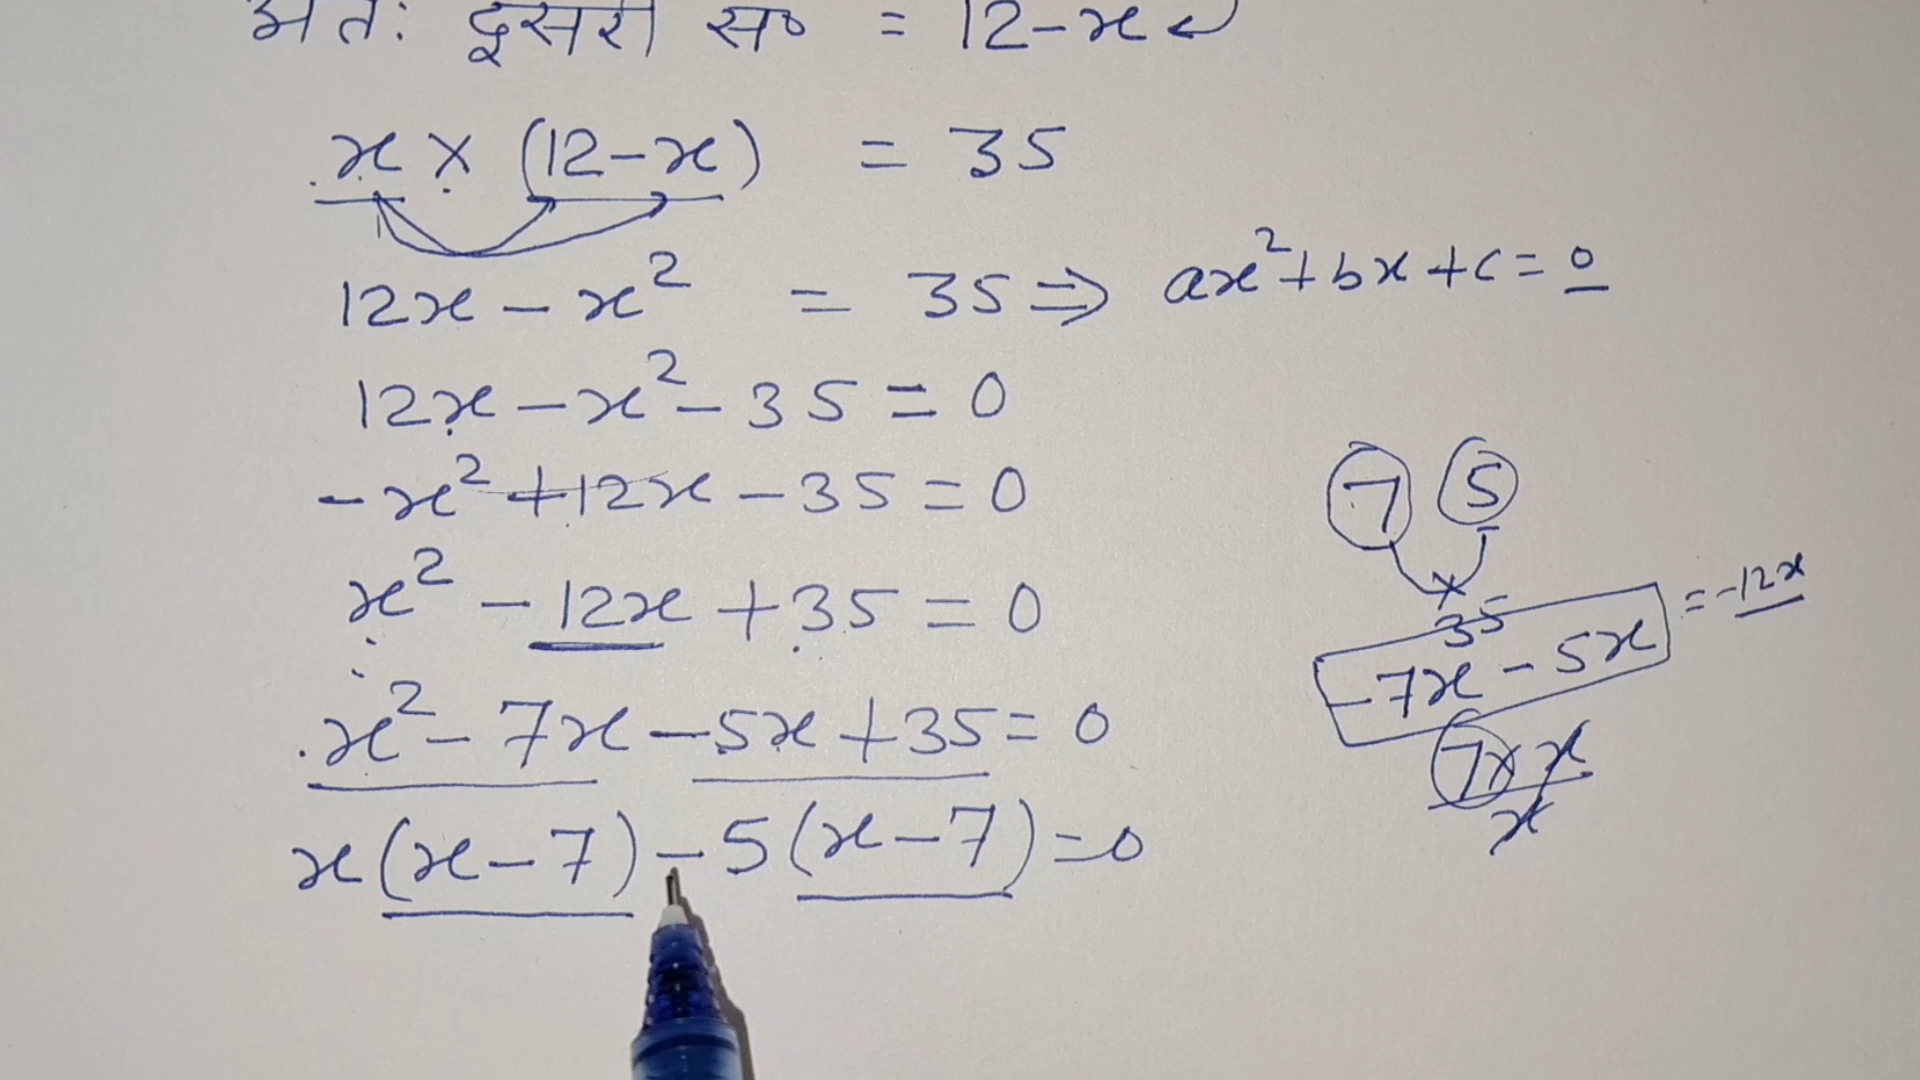 अतः दूसरी सं० = 12-x
x × (12-x) = 35
12x - x² = 35 ⇒ ax²+bx+c=0
12x - x² - 35 = 0
-x² + 12x - 35 = 0
x² - 12x + 35 = 0
x² - 7x - 5x + 35 = 0
x(x-7) - 5(x-7) = 0
7 5
×
35
-7x - 5x = -12x
7×x
x